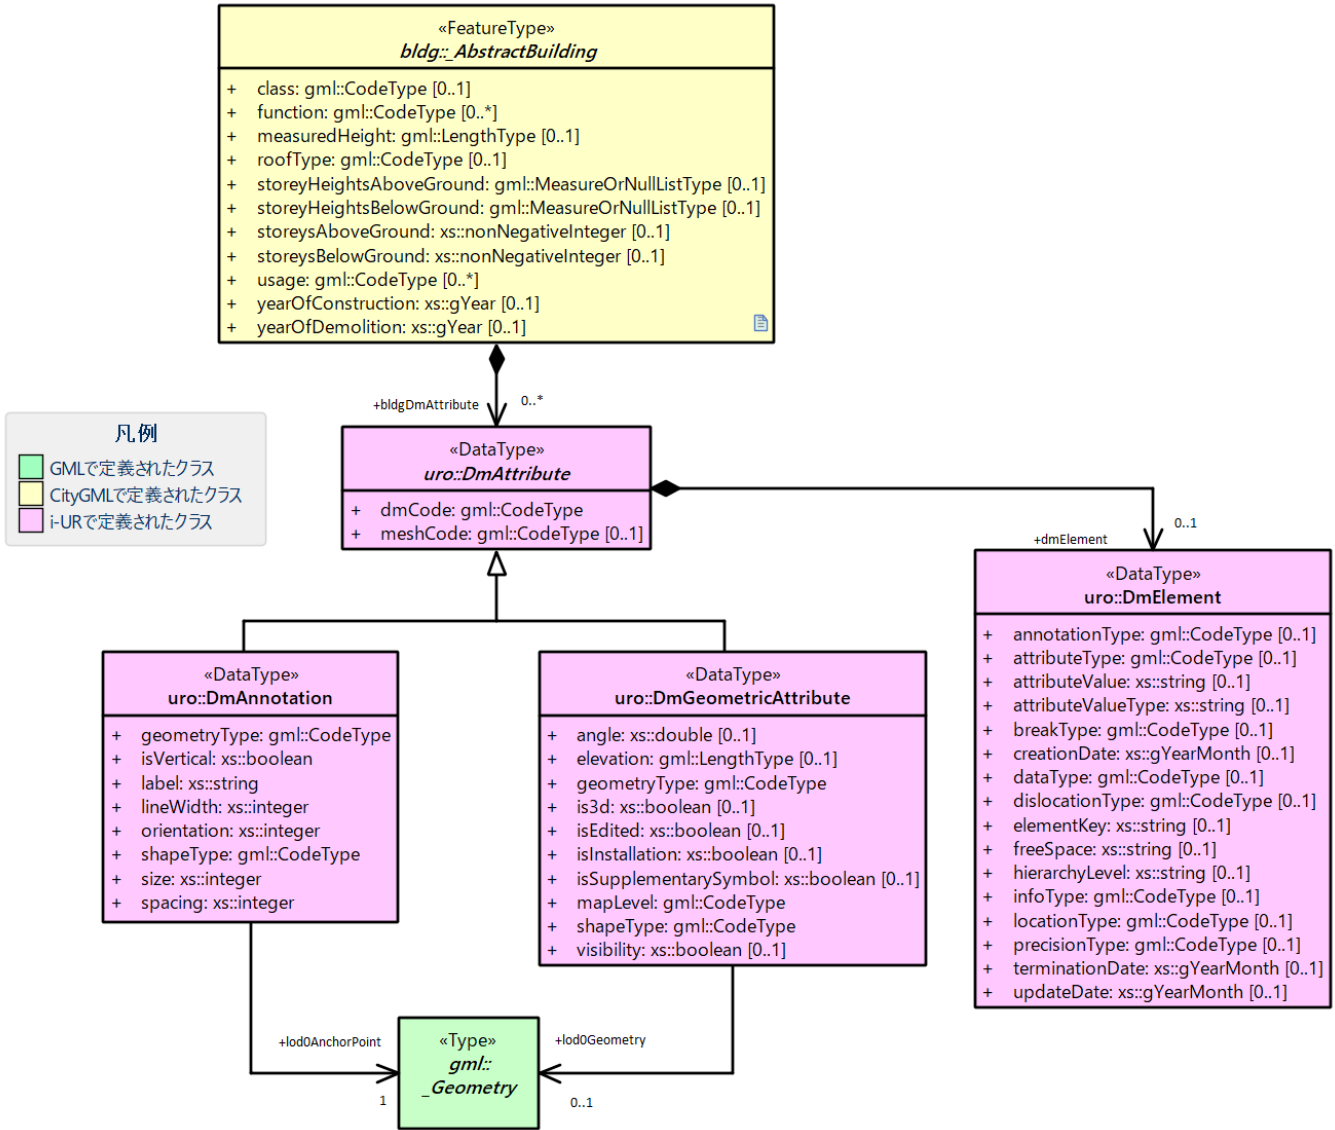 «FeatureType»
bldg::_AbstractBuilding
+ class: gml::CodeType [0..1]
+ function: gml::CodeType [0..*]
+ measuredHeight: gml::LengthType [0..1]
+ roofType: gml::CodeType [0..1]
+ storeyHeightsAboveGround: gml::MeasureOrNullListType [0..1]
+ storeyHeightsBelowGround: gml::MeasureOrNullListType [0..1]
+ storeysAboveGround: xs::nonNegativeInteger [0..1]
+ storeysBelowGround: xs::nonNegativeInteger [0..1]
+ usage: gml::CodeType [0..*]
+ yearOfConstruction: xs::gYear [0..1]
+ yearOfDemolition: xs::gYear [0..1]
+bldgDmAttribute
0..*
凡例
GMLで定義されたクラス
CityGMLで定義されたクラス
i-URで定義されたクラス
«DataType»
uro::DmAttribute
+ dmCode: gml::CodeType
+ meshCode: gml::CodeType [0..1]
0..1
+dmElement
«DataType»
uro::DmElement
+ annotationType: gml::CodeType [0..1]
+ attributeType: gml::CodeType [0..1]
+ attributeValue: xs::string [0..1]
+ attributeValueType: xs::string [0..1]
+ breakType: gml::CodeType [0..1]
+ creationDate: xs::gYearMonth [0..1]
+ dataType: gml::CodeType [0..1]
+ dislocationType: gml::CodeType [0..1]
+ elementKey: xs::string [0..1]
+ freeSpace: xs::string [0..1]
+ hierarchyLevel: xs::string [0..1]
+ infoType: gml::CodeType [0..1]
+ locationType: gml::CodeType [0..1]
+ precisionType: gml::CodeType [0..1]
+ terminationDate: xs::gYearMonth [0..1]
+ updateDate: xs::gYearMonth [0..1]
«DataType»
uro::DmAnnotation
+ geometryType: gml::CodeType
+ isVertical: xs::boolean
+ label: xs::string
+ lineWidth: xs::integer
+ orientation: xs::integer
+ shapeType: gml::CodeType
+ size: xs::integer
+ spacing: xs::integer
«DataType»
uro::DmGeometricAttribute
+ angle: xs::double [0..1]
+ elevation: gml::LengthType [0..1]
+ geometryType: gml::CodeType
+ is3d: xs::boolean [0..1]
+ isEdited: xs::boolean [0..1]
+ isInstallation: xs::boolean [0..1]
+ isSupplementarySymbol: xs::boolean [0..1]
+ mapLevel: gml::CodeType
+ shapeType: gml::CodeType
+ visibility: xs::boolean [0..1]
+lod0AnchorPoint
1
«Type»
gml::
_Geometry
+lod0Geometry
0..1